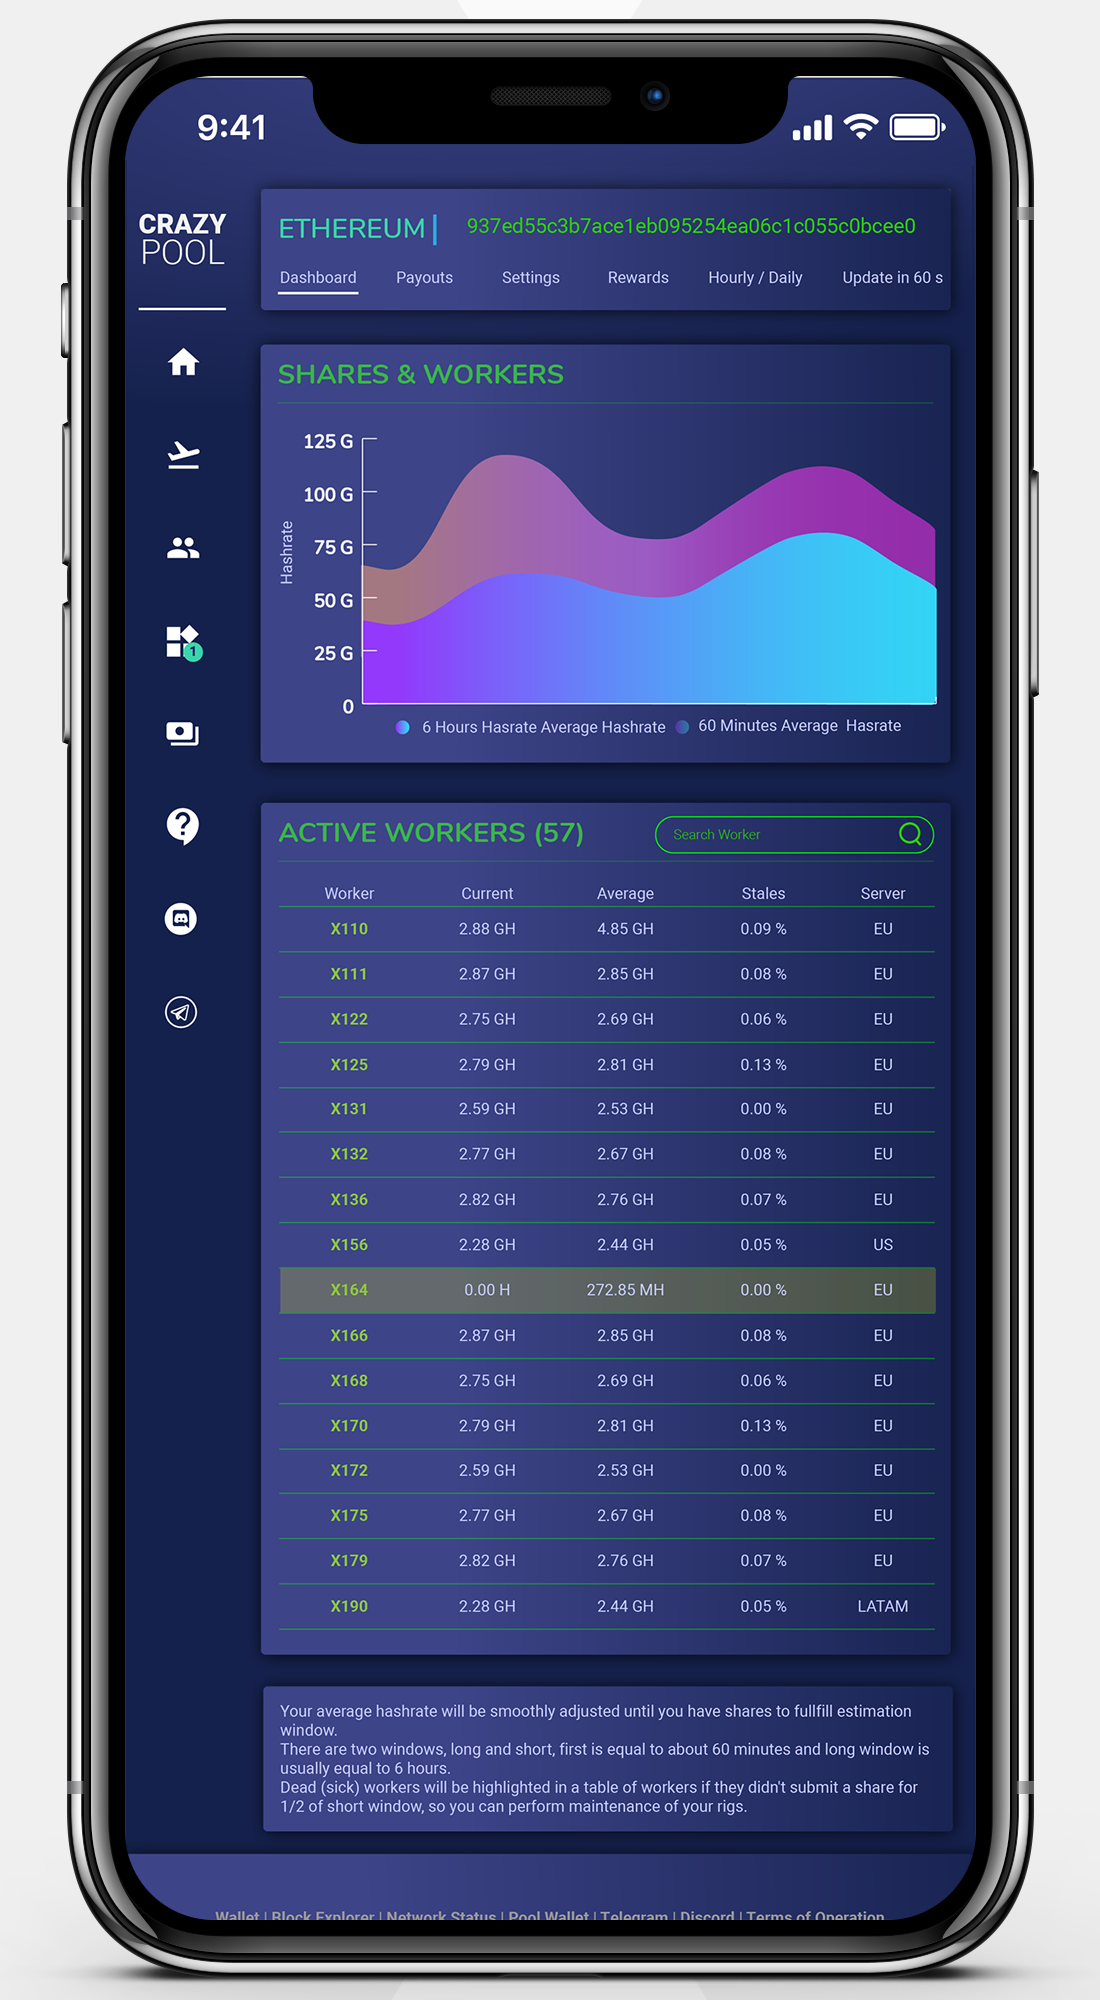 9:41
CRAZY
POOL
ETHEREUM | 937ed55c3b7ace1eb095254ea06c1c055c0bcee0
Dashboard Payouts Settings Rewards Hourly / Daily Update in 60 s
SHARES & WORKERS
125 G
100 G
75 G
50 G
25 G
0
Hashrate
6 Hours Hasrate Average Hashrate 60 Minutes Average Hasrate
1
ACTIVE WORKERS (57) Search Worker
Worker Current Average Stales Server
X110 2.88 GH 4.85 GH 0.09 % EU
X111 2.87 GH 2.85 GH 0.08 % EU
X122 2.75 GH 2.69 GH 0.06 % EU
X125 2.79 GH 2.81 GH 0.13 % EU
X131 2.59 GH 2.53 GH 0.00 % EU
X132 2.77 GH 2.67 GH 0.08 % EU
X136 2.82 GH 2.76 GH 0.07 % EU
X156 2.28 GH 2.44 GH 0.05 % US
X164 0.00 H 272.85 MH 0.00 % EU
X166 2.87 GH 2.85 GH 0.08 % EU
X168 2.75 GH 2.69 GH 0.06 % EU
X170 2.79 GH 2.81 GH 0.13 % EU
X172 2.59 GH 2.53 GH 0.00 % EU
X175 2.77 GH 2.67 GH 0.08 % EU
X179 2.82 GH 2.76 GH 0.07 % EU
X190 2.28 GH 2.44 GH 0.05 % LATAM
Your average hashrate will be smoothly adjusted until you have shares to fullfill estimation
window.
There are two windows, long and short, first is equal to about 60 minutes and long window is
usually equal to 6 hours.
Dead (sick) workers will be highlighted in a table of workers if they didn't submit a share for
1/2 of short window, so you can perform maintenance of your rigs.
Wallet | Block Explorer | Network Status | Pool Wallet | Telegram | Discord | Terms of Operation